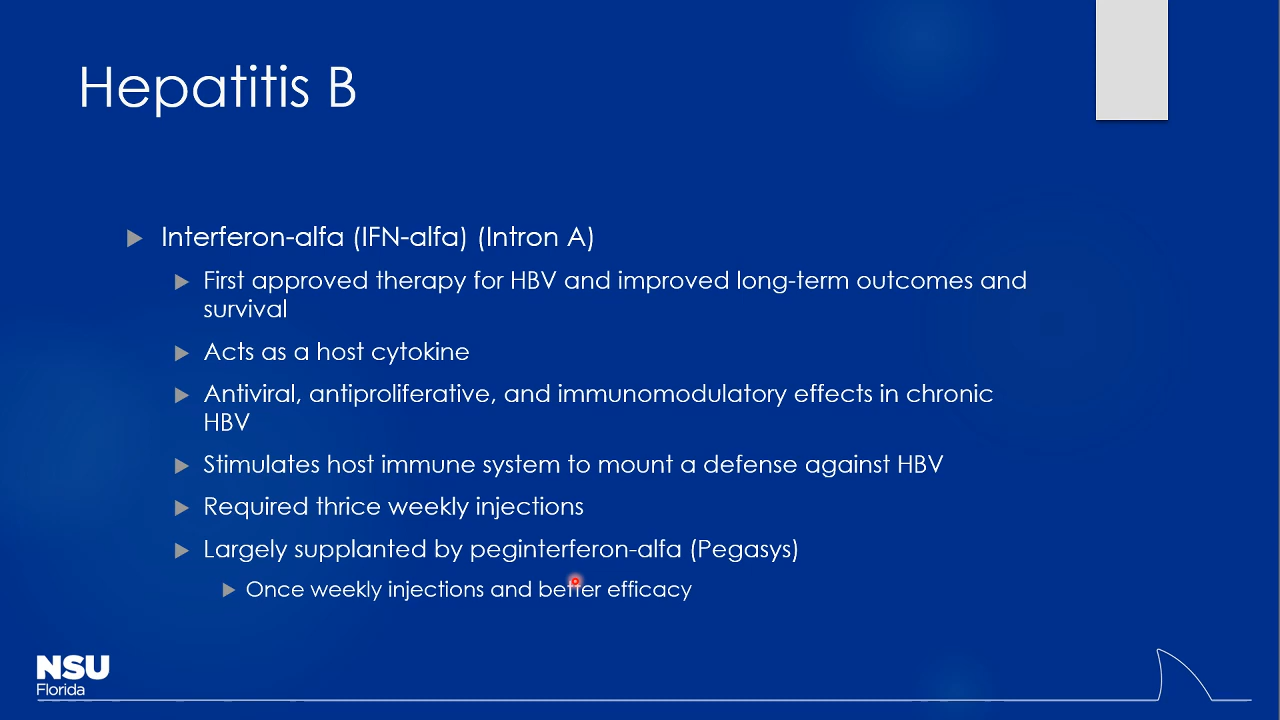 Hepatitis B
Interferon-alfa (IFN-alfa) (Intron A)
First approved therapy for HBV and improved long-term outcomes and
survival
Acts as a host cytokine
Antiviral, antiproliferative, and immunomodulatory effects in chronic
HBV
Stimulates host immune system to mount a defense against HBV
Required thrice weekly injections
Largely supplanted by peginterferon-alfa (Pegasys)
Once weekly injections and better efficacy
NSU
Florida